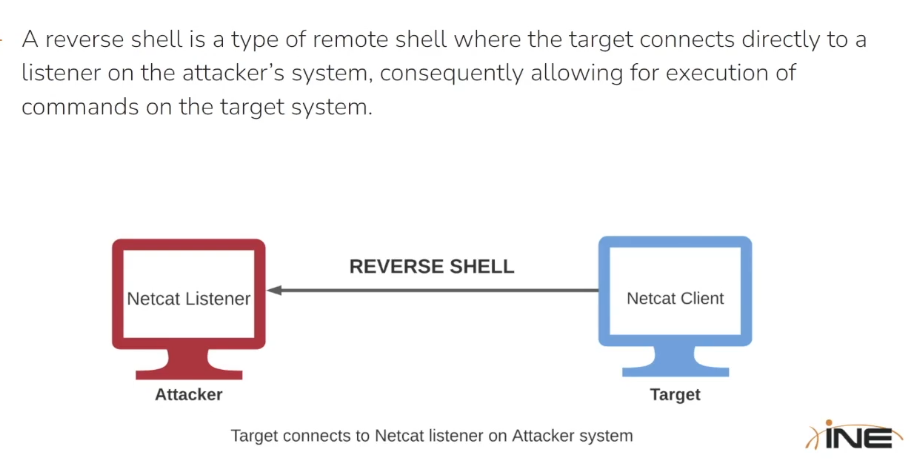 A reverse shell is a type of remote shell where the target connects directly to a
listener on the attacker's system, consequently allowing for execution of
commands on the target system.
REVERSE SHELL
Netcat Listener
Netcat Client
Attacker
Target
Target connects to Netcat listener on Attacker system
INE